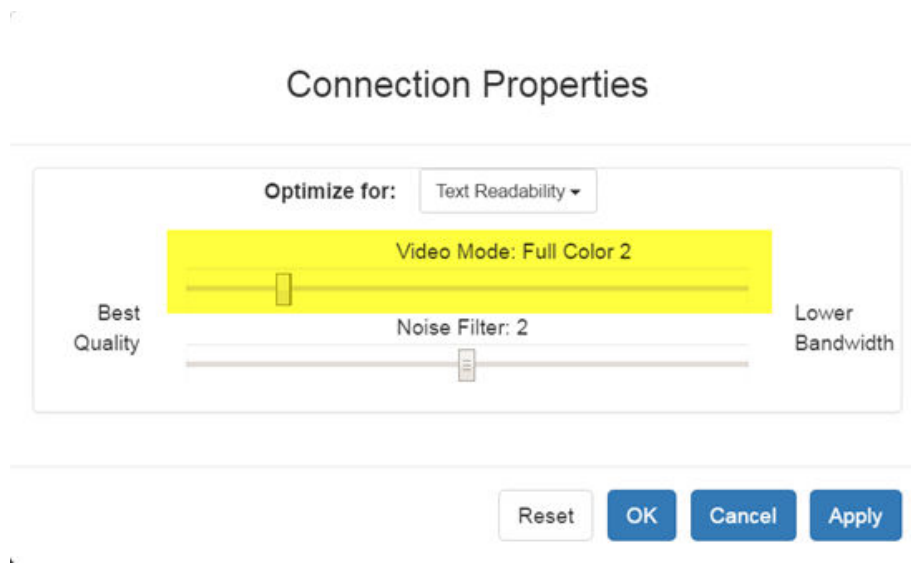 Connection Properties
Optimize for: Text Readability
Video Mode: Full Color 2
Best
Quality
Noise Filter: 2
Lower
Bandwidth
Reset OK Cancel Apply